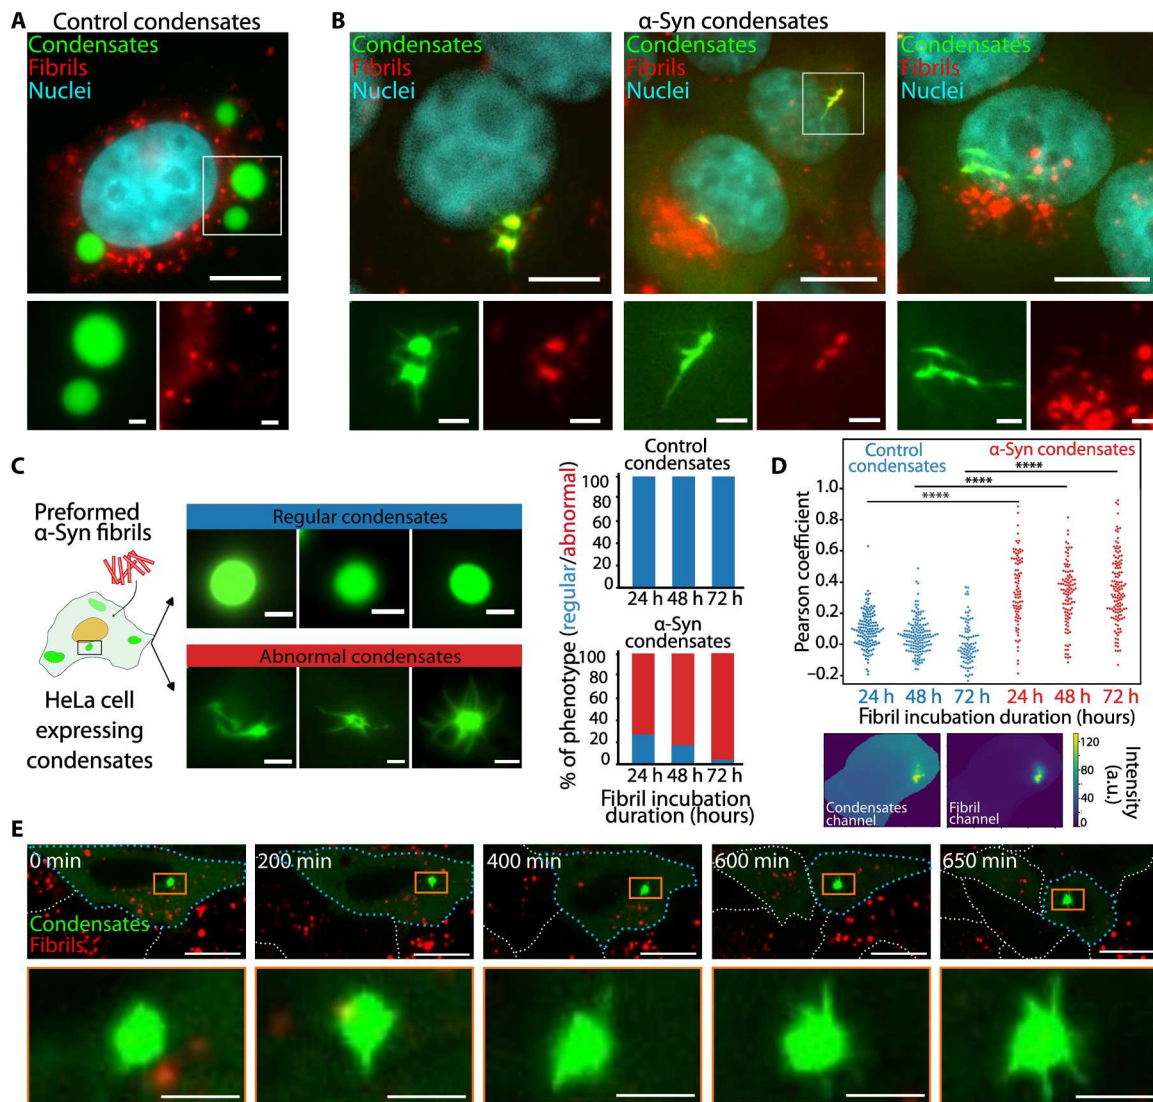 A
Control condensates
Condensates
Fibrils
Nuclei
B
α-Syn condensates
Condensates
Fibrils
Nuclei
Condensates
Fibrils
Nuclei
Condensates
Fibrils
Nuclei
C
Preformed
α-Syn fibrils
HeLa cell
expressing
condensates
Regular condensates
Abnormal condensates
% of phenotype (regular/abnormal)
Control
condensates
100
80
60
40
20
0
24 h 48 h 72 h
α-Syn
condensates
100
80
60
40
20
0
24 h 48 h 72 h
Fibril incubation
duration (hours)
D
Control
condensates
α-Syn condensates
****
****
****
Pearson coefficient
1.0
0.8
0.6
0.4
0.2
0.0
−0.2
24 h 48 h 72 h 24 h 48 h 72 h
Fibril incubation duration (hours)
Condensates
channel
Fibril
channel
120
80
40
0
Intensity
(a.u.)
E
0 min
Condensates
Fibrils
200 min
400 min
600 min
650 min